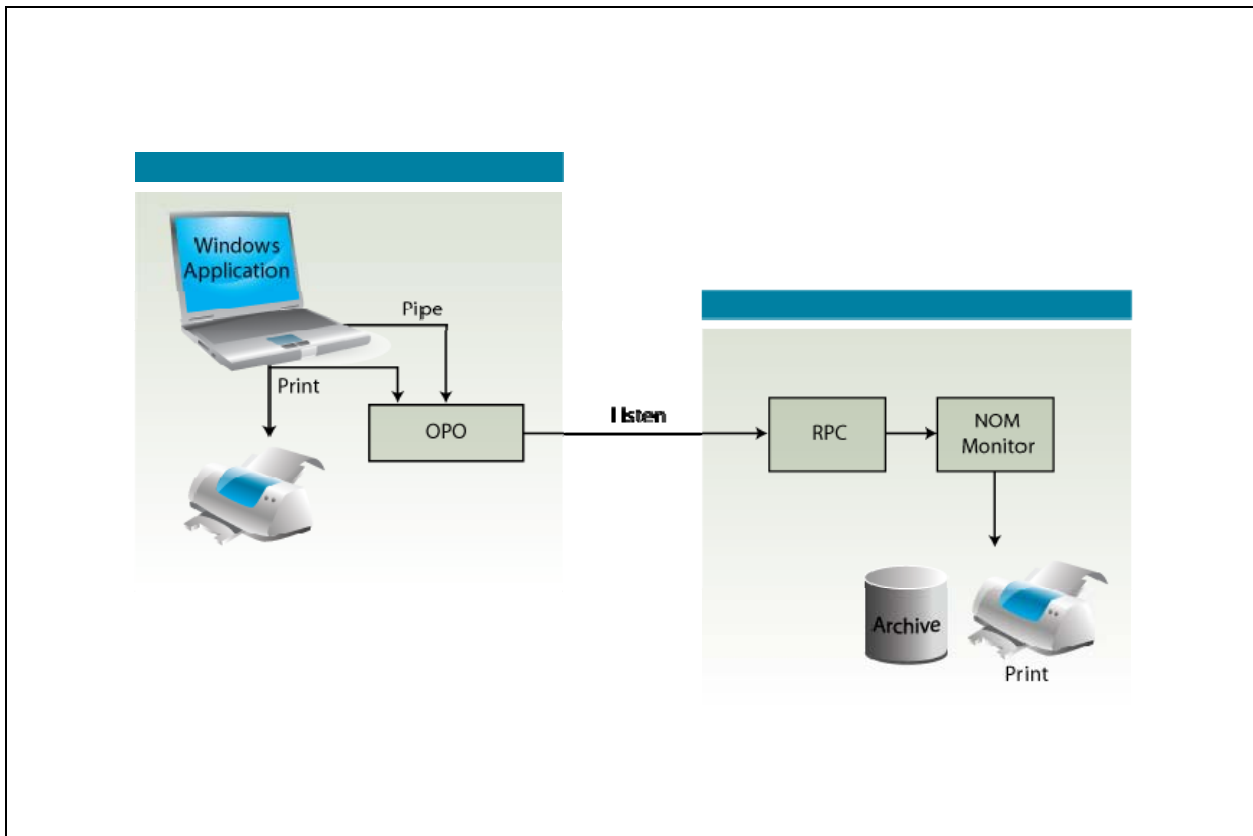 Windows
Application
Pipe
Print
OPO
Listen
RPC
NOM
Monitor
Archive
Print